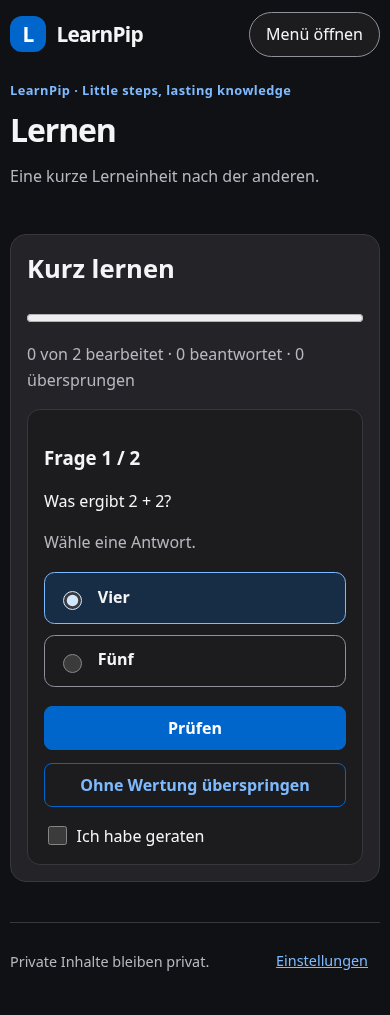 L LearnPip
Menü öffnen
LearnPip · Little steps, lasting knowledge
Lernen
Eine kurze Lerneinheit nach der anderen.
Kurz lernen
0 von 2 bearbeitet · 0 beantwortet · 0
übersprungen
Frage 1 / 2
Was ergibt 2 + 2?
Wähle eine Antwort.
Vier
Fünf
Prüfen
Ohne Wertung überspringen
Ich habe geraten
Private Inhalte bleiben privat.
Einstellungen